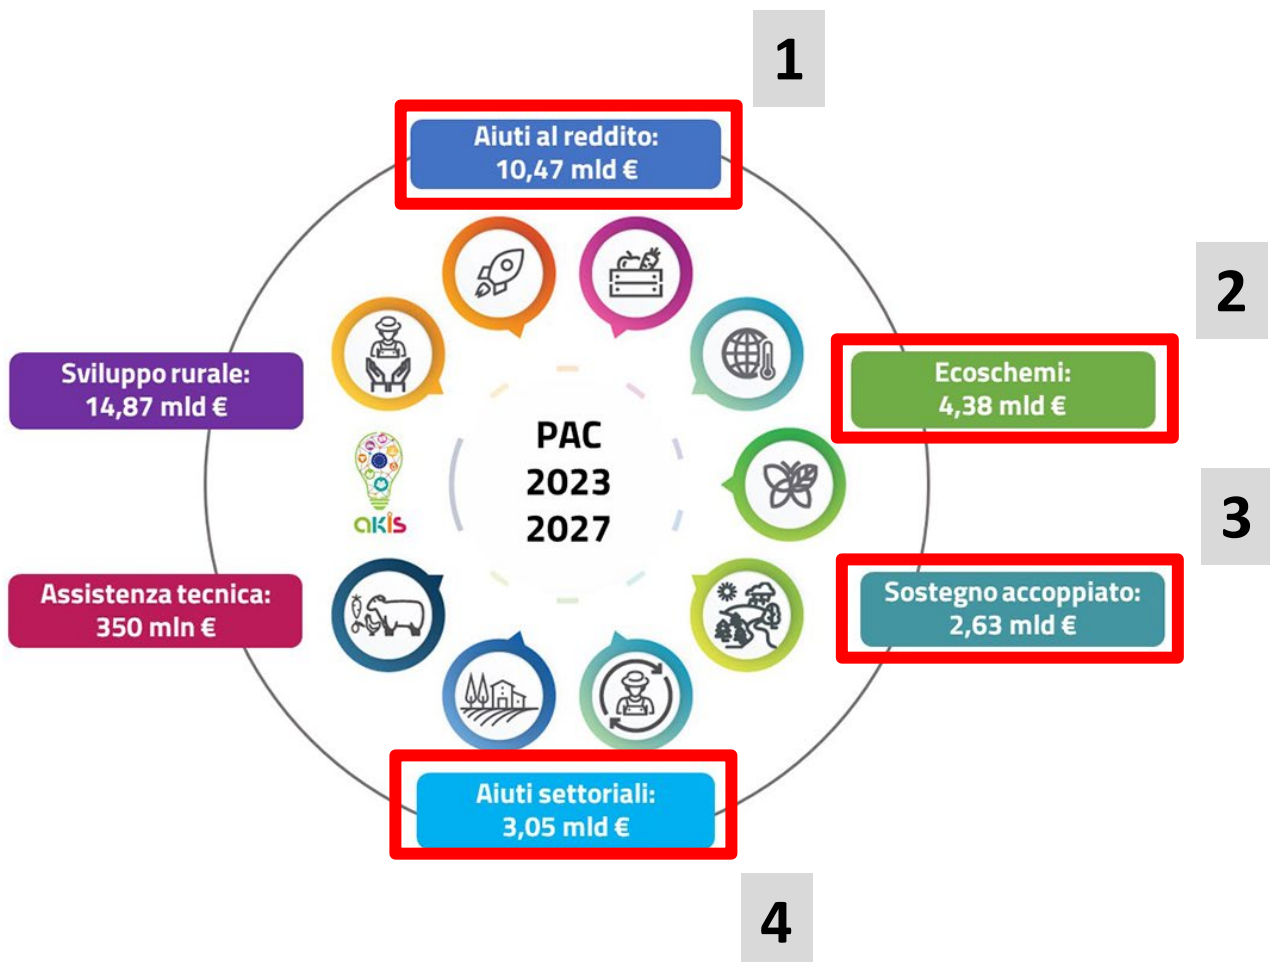 1
Aiuti al reddito:
10,47 mld €
2
Sviluppo rurale:
14,87 mld €
Ecoschemi:
4,38 mld €
PAC
2023
2027
akis
3
Assistenza tecnica:
350 mln €
Sostegno accoppiato:
2,63 mld €
Aiuti settoriali:
3,05 mld €
4